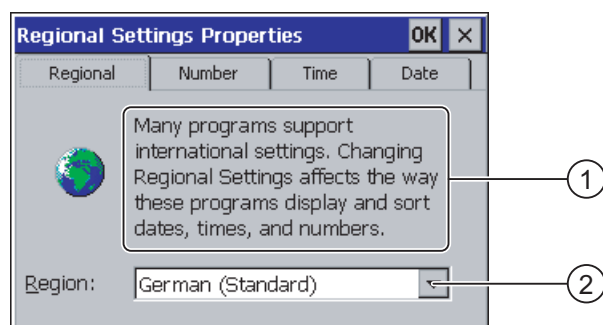 Regional Settings Properties OK ×
Regional Number Time Date
Many programs support
international settings. Changing
Regional Settings affects the way
these programs display and sort
dates, times, and numbers.
1
Region: German (Standard)
2